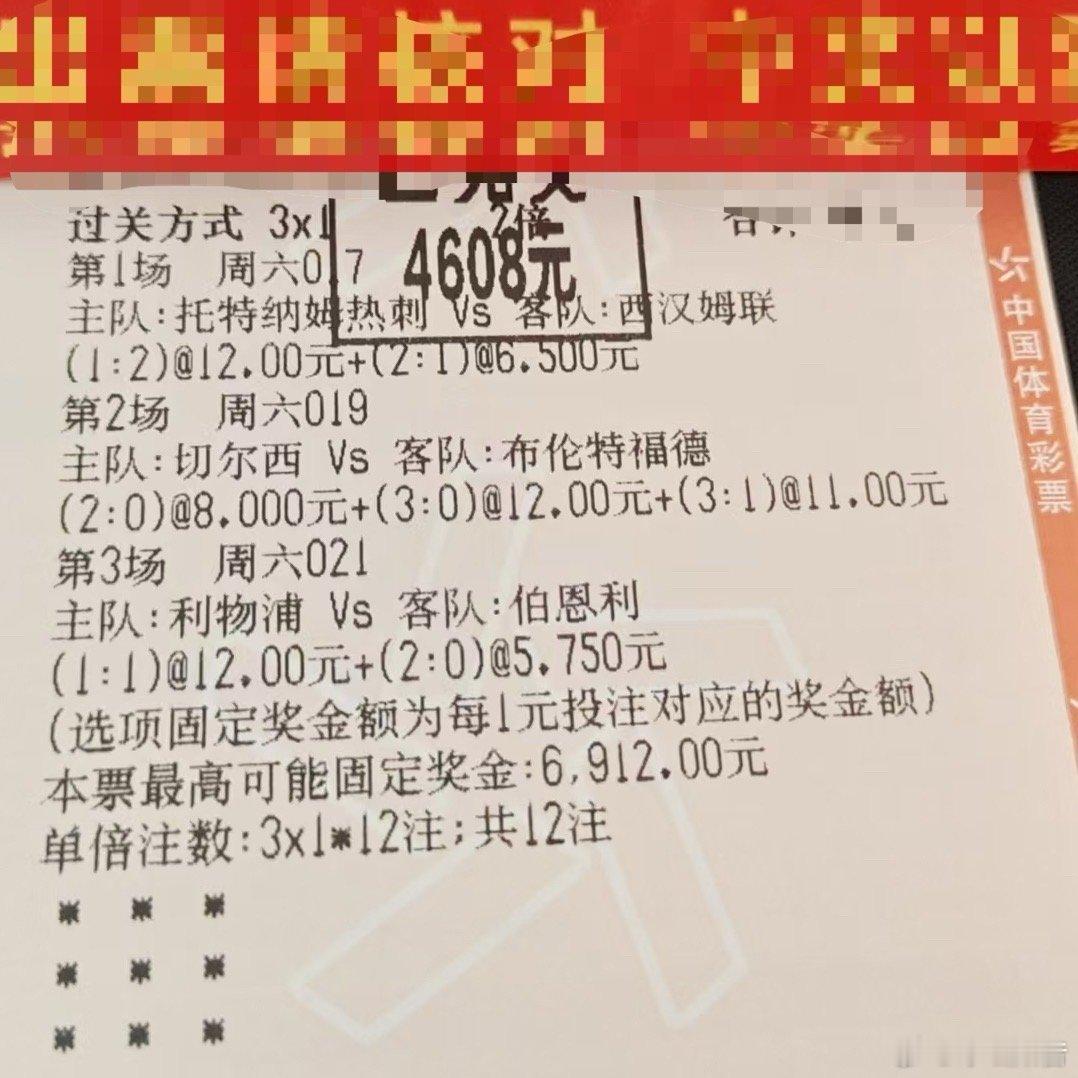 过关方式 3x1
2倍
4608元
第1场 周六017
主队:托特纳姆热刺 Vs 客队:西汉姆联
(1:2)@12.00元+(2:1)@6.500元
第2场 周六019
主队:切尔西 Vs 客队:布伦特福德
(2:0)@8.000元+(3:0)@12.00元+(3:1)@11.00元
第3场 周六021
主队:利物浦 Vs 客队:伯恩利
(1:1)@12.00元+(2:0)@5.750元
(选项固定奖金额为每1元投注对应的奖金额)
本票最高可能固定奖金:6,912.00元
单倍注数:3x1*12注;共12注
* * *
* * *
* * *
中国体育彩票